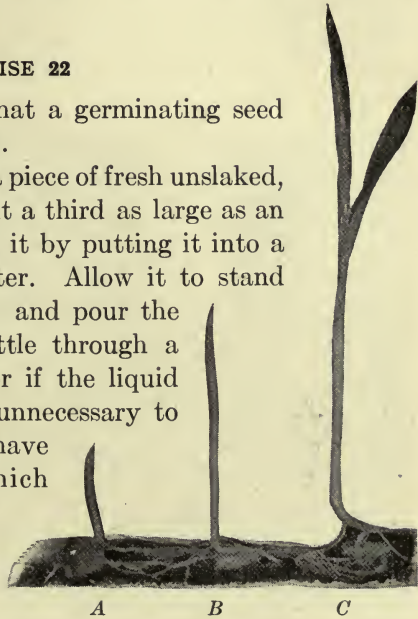 ISE 22
hat a germinating seed
.
piece of fresh unslaked,
t a third as large as an
it by putting it into a
ter. Allow it to stand
and pour the
ttle through a
r if the liquid
unnecessary to
have
hich
A B C